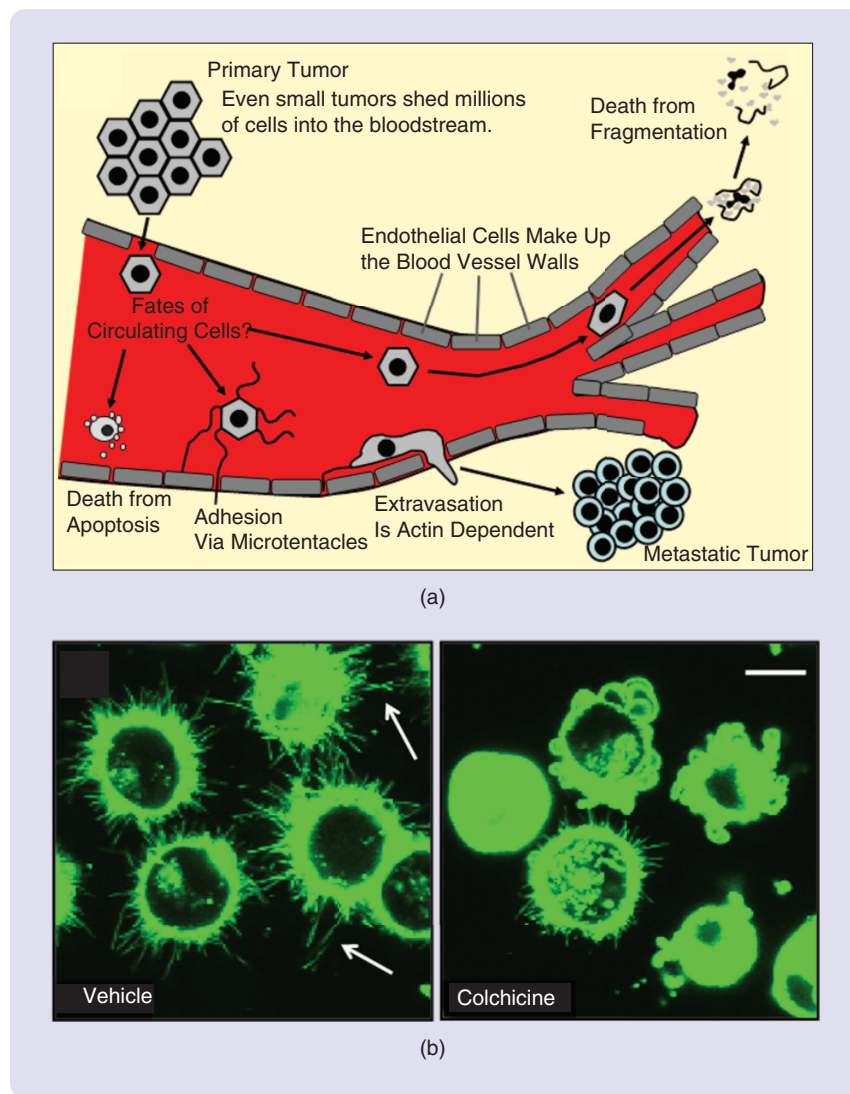 Primary Tumor
Even small tumors shed millions
of cells into the bloodstream.
Death from
Fragmentation
Endothelial Cells Make Up
the Blood Vessel Walls
Fates of
Circulating Cells?
Death from
Apoptosis
Adhesion
Via Microtentacles
Extravasation
Is Actin Dependent
Metastatic Tumor
(a)
Vehicle
Colchicine
(b)